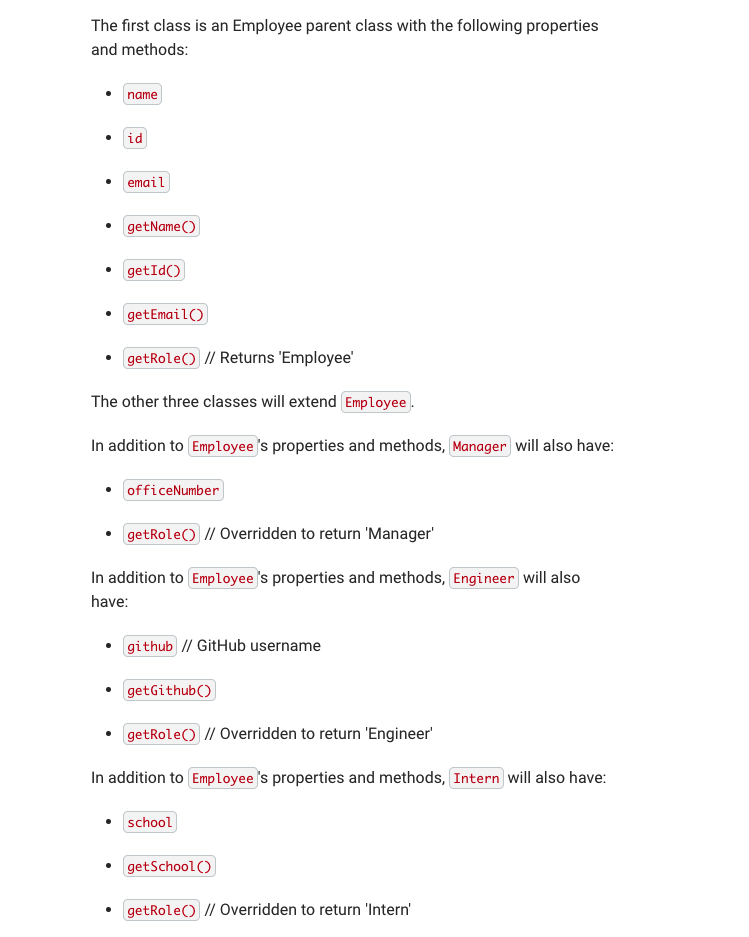 The first class is an Employee parent class with the following properties
and methods:
• name
• id
• email
• getName()
• getId()
• getEmail()
• getRole() // Returns 'Employee'
The other three classes will extend Employee.
In addition to Employee's properties and methods, Manager will also have:
• officeNumber
• getRole() // Overridden to return 'Manager'
In addition to Employee's properties and methods, Engineer will also
have:
• github // GitHub username
• getGithub()
• getRole() // Overridden to return 'Engineer'
In addition to Employee's properties and methods, Intern will also have:
• school
• getSchool()
• getRole() // Overridden to return 'Intern'